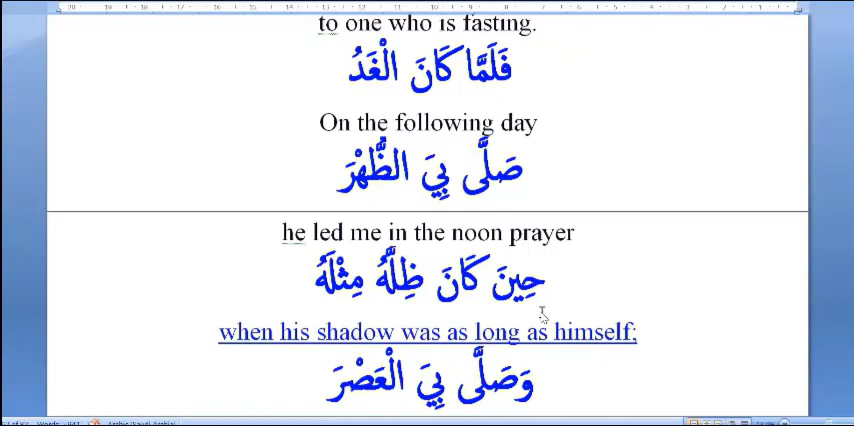 to one who is fasting.
فَلَمَّا كَانَ الْغَدُ
On the following day
صَلَّى بِيَ الظُّهْرَ
he led me in the noon prayer
حِينَ كَانَ ظِلُّهُ مِثْلَهُ
when his shadow was as long as himself;
وَصَلَّى بِيَ الْعَصْرَ